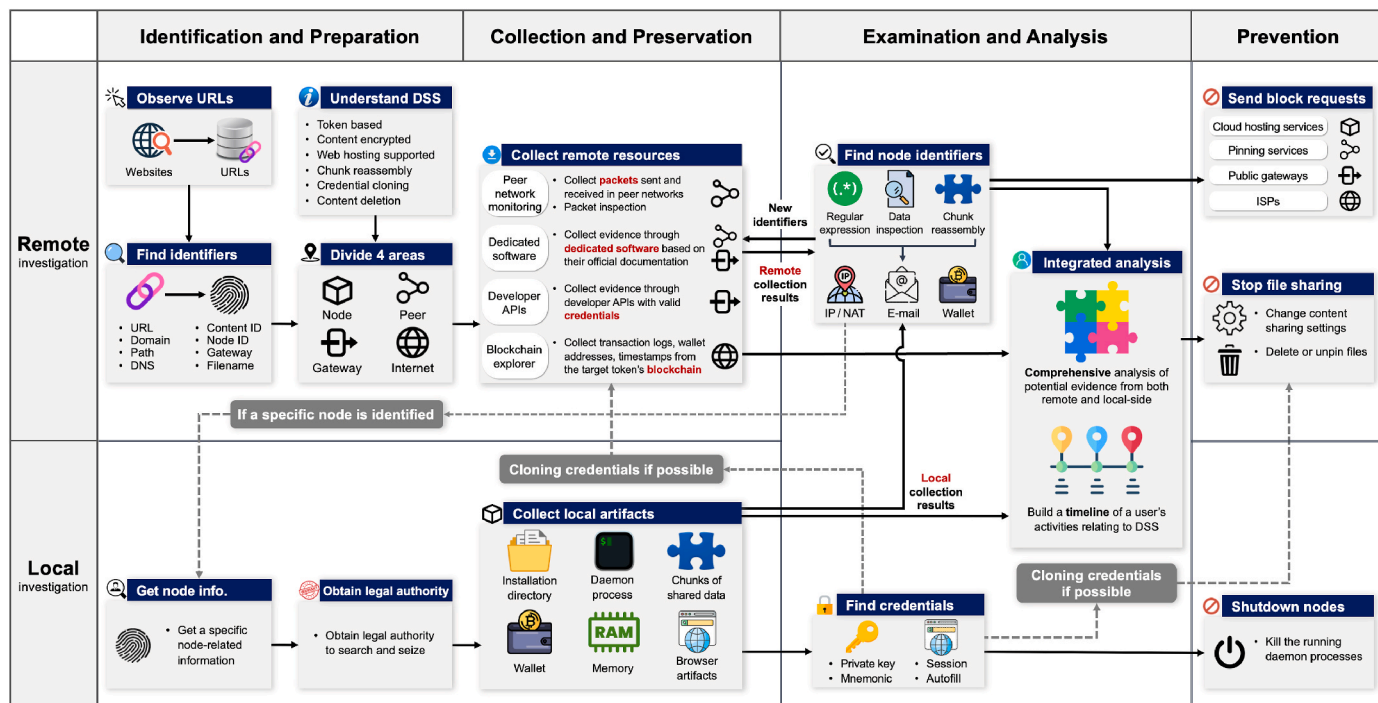 Identification and Preparation
Collection and Preservation
Examination and Analysis
Prevention
Remote
investigation
Observe URLs
Websites
URLs
Understand DSS
• Token based
• Content encrypted
• Web hosting supported
• Chunk reassembly
• Credential cloning
• Content deletion
Find identifiers
• URL
• Domain
• Path
• DNS
• Content ID
• Node ID
• Gateway
• Filename
Divide 4 areas
Node
Peer
Gateway
Internet
Collect remote resources
Peer
network
monitoring
• Collect packets sent and
received in peer networks
• Packet inspection
Dedicated
software
Collect evidence through
dedicated software based on
their official documentation
Developer
APIs
Collect evidence through
developer APIs with valid
credentials
Blockchain
explorer
Collect transaction logs, wallet
addresses, timestamps from
the target token's blockchain
New
identifiers
Remote
collection
results
Find node identifiers
(.*)
Regular
expression
Data
inspection
Chunk
reassembly
IP
@
IP / NAT
E-mail
Wallet
Integrated analysis
Comprehensive analysis of
potential evidence from both
remote and local-side
Build a timeline of a user's
activities relating to DSS
Send block requests
Cloud hosting services
Pinning services
Public gateways
ISPs
Stop file sharing
• Change content
sharing settings
• Delete or unpin files
If a specific node is identified
Cloning credentials if possible
Local
collection
results
Local
investigation
Get node info.
• Get a specific
node-related
information
Obtain legal authority
• Obtain legal authority
to search and seize
Collect local artifacts
$
Installation
directory
Daemon
process
Chunks of
shared data
RAM
Wallet
Memory
Browser
artifacts
Find credentials
• Private key
• Mnemonic
• Session
• Autofill
Cloning credentials
if possible
Shutdown nodes
• Kill the running
daemon processes